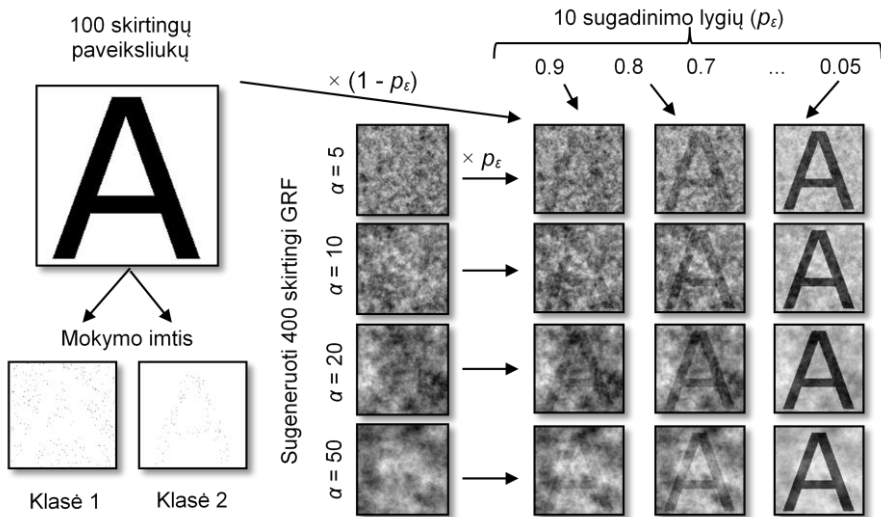 100 skirtingų
paveiksliukų
10 sugadinimo lygių (pε)
0.9 0.8 0.7 ... 0.05
× (1 - pε)
A
Sugeneruoti 400 skirtingi GRF
α = 5
× pε
α = 10
α = 20
α = 50
A A A
A A A
A A A
A A A
Mokymo imtis
Klasė 1 Klasė 2